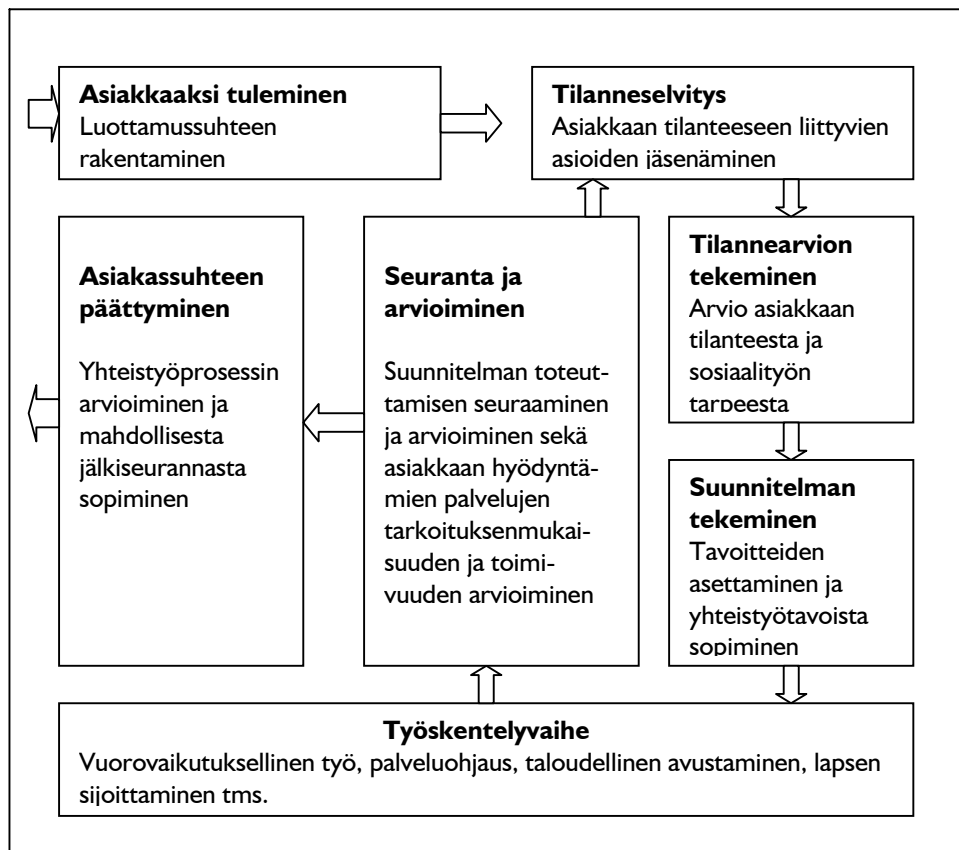 Asiakkaaksi tuleminen
Luottamussuhteen
rakentaminen
Tilanneselvitys
Asiakkaan tilanteeseen liittyvien
asioiden jäsenäminen
Tilannearvion
tekeminen
Arvio asiakkaan
tilanteesta ja
sosiaalityön
tarpeesta
Suunnitelman
tekeminen
Tavoitteiden
asettaminen ja
yhteistyötavoista
sopiminen
Työskentelyvaihe
Vuorovaikutuksellinen työ, palveluohjaus, taloudellinen avustaminen, lapsen
sijoittaminen tms.
Seuranta ja
arvioiminen
Suunnitelman toteut-
tamisen seuraaminen
ja arvioiminen sekä
asiakkaan hyödyntä-
mien palvelujen
tarkoituksenmukai-
suuden ja toimi-
vuuden arvioiminen
Asiakassuhteen
päättyminen
Yhteistyöprosessin
arvioiminen ja
mahdollisesta
jälkiseurannasta
sopiminen